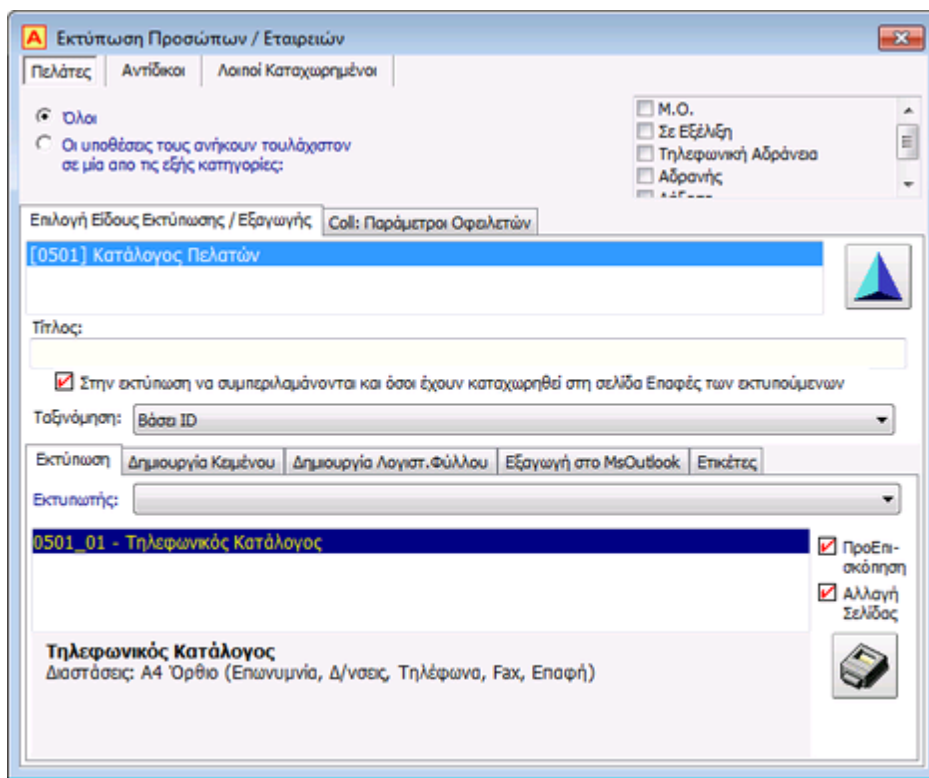 A Εκτύπωση Προσώπων / Εταιρειών
Πελάτες Αντίδικοι Λοιποί Καταχωρημένοι
Όλοι
Οι υποθέσεις τους ανήκουν τουλάχιστον
σε μία απο τις εξής κατηγορίες:
Μ.Ο.
Σε Εξέλιξη
Τηλεφωνική Αδράνεια
Αδρανής
Επιλογή Είδους Εκτύπωσης / Εξαγωγής Coll: Παράμετροι Οφειλετών
[0501] Κατάλογος Πελατών
Τίτλος:
Στην εκτύπωση να συμπεριλαμάνονται και όσοι έχουν καταχωρηθεί στη σελίδα Επαφές των εκτυπούμενων
Ταξινόμηση: Βάσει ID
Εκτύπωση Δημιουργία Κειμένου Δημιουργία Λογιστ.Φύλλου Εξαγωγή στο MsOutlook Ετικέτες
Εκτυπωτής:
0501_01 - Τηλεφωνικός Κατάλογος
ΠροΕπι-
σκόπηση
Αλλαγή
Σελίδας
Τηλεφωνικός Κατάλογος
Διαστάσεις: Α4 Όρθιο (Επωνυμία, Δ/νσεις, Τηλέφωνα, Fax, Επαφή)